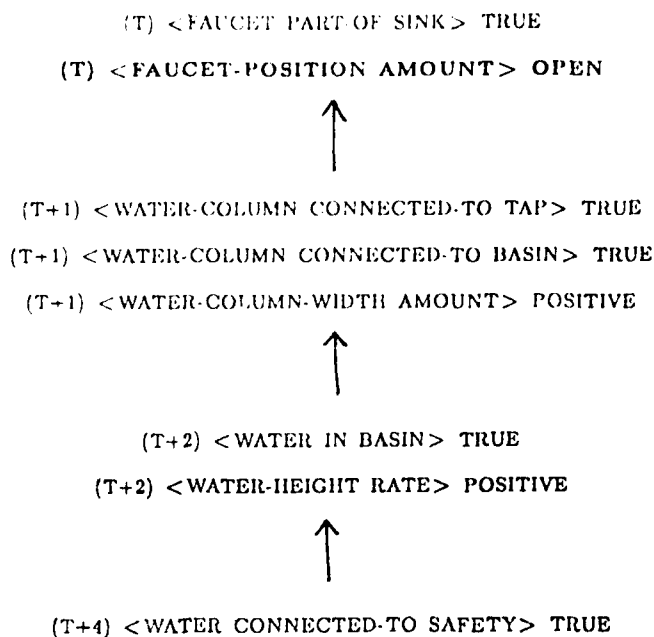 (T) <FAUCET PART-OF SINK> TRUE
(T) <FAUCET-POSITION AMOUNT> OPEN
(T+1) <WATER-COLUMN CONNECTED-TO TAP> TRUE
(T+1) <WATER-COLUMN CONNECTED-TO BASIN> TRUE
(T+1) <WATER-COLUMN-WIDTH AMOUNT> POSITIVE
(T+2) <WATER IN BASIN> TRUE
(T+2) <WATER-HEIGHT RATE> POSITIVE
(T+4) <WATER CONNECTED-TO SAFETY> TRUE